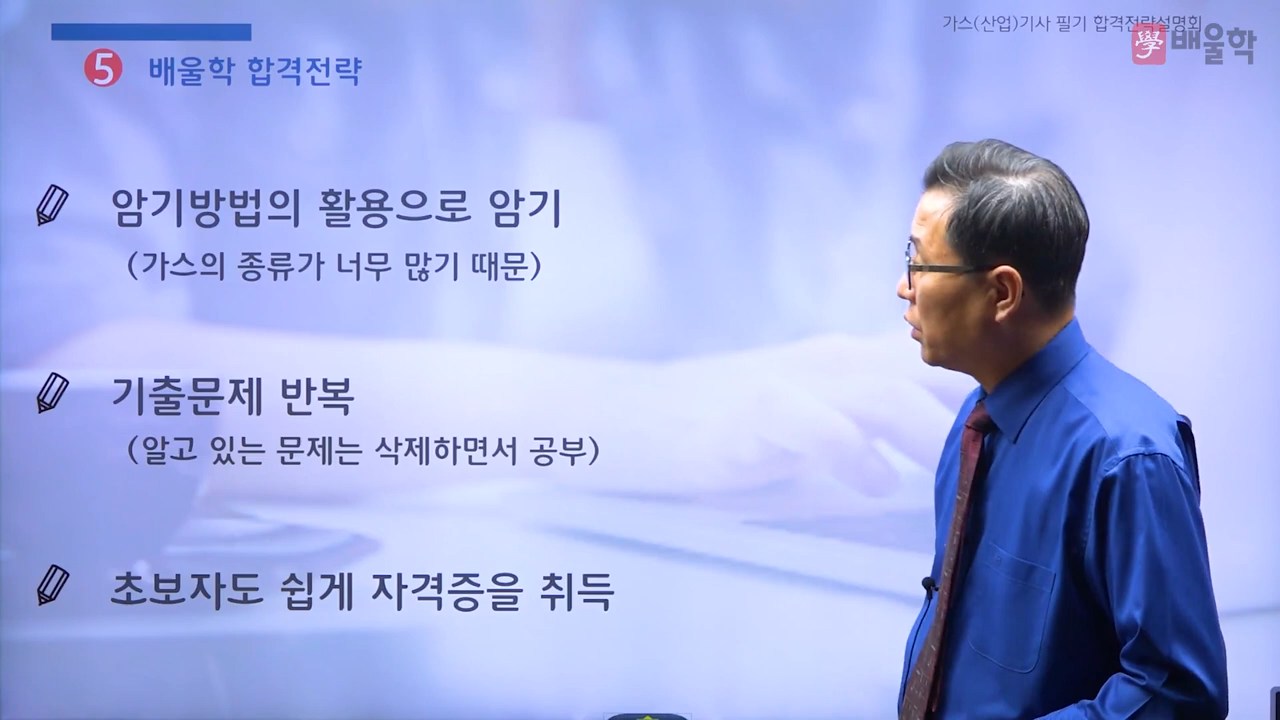 가스(산업)기사 필기 합격전략설명회
學 배울학
5 배울학 합격전략
암기방법의 활용으로 암기
(가스의 종류가 너무 많기 때문)
기출문제 반복
(알고 있는 문제는 삭제하면서 공부)
초보자도 쉽게 자격증을 취득